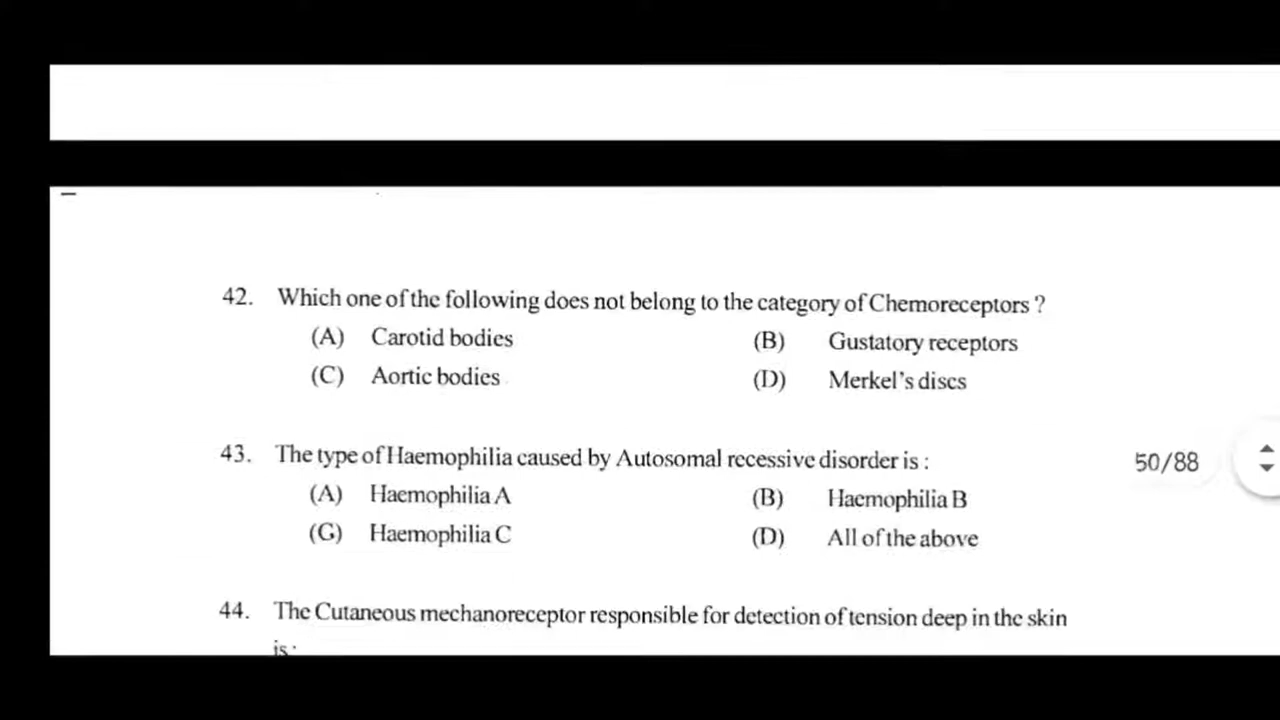 42. Which one of the following does not belong to the category of Chemoreceptors ?
(A) Carotid bodies (B) Gustatory receptors
(C) Aortic bodies (D) Merkel's discs
43. The type of Haemophilia caused by Autosomal recessive disorder is :
50/88
(A) Haemophilia A (B) Haemophilia B
(G) Haemophilia C (D) All of the above
44. The Cutaneous mechanoreceptor responsible for detection of tension deep in the skin
is :